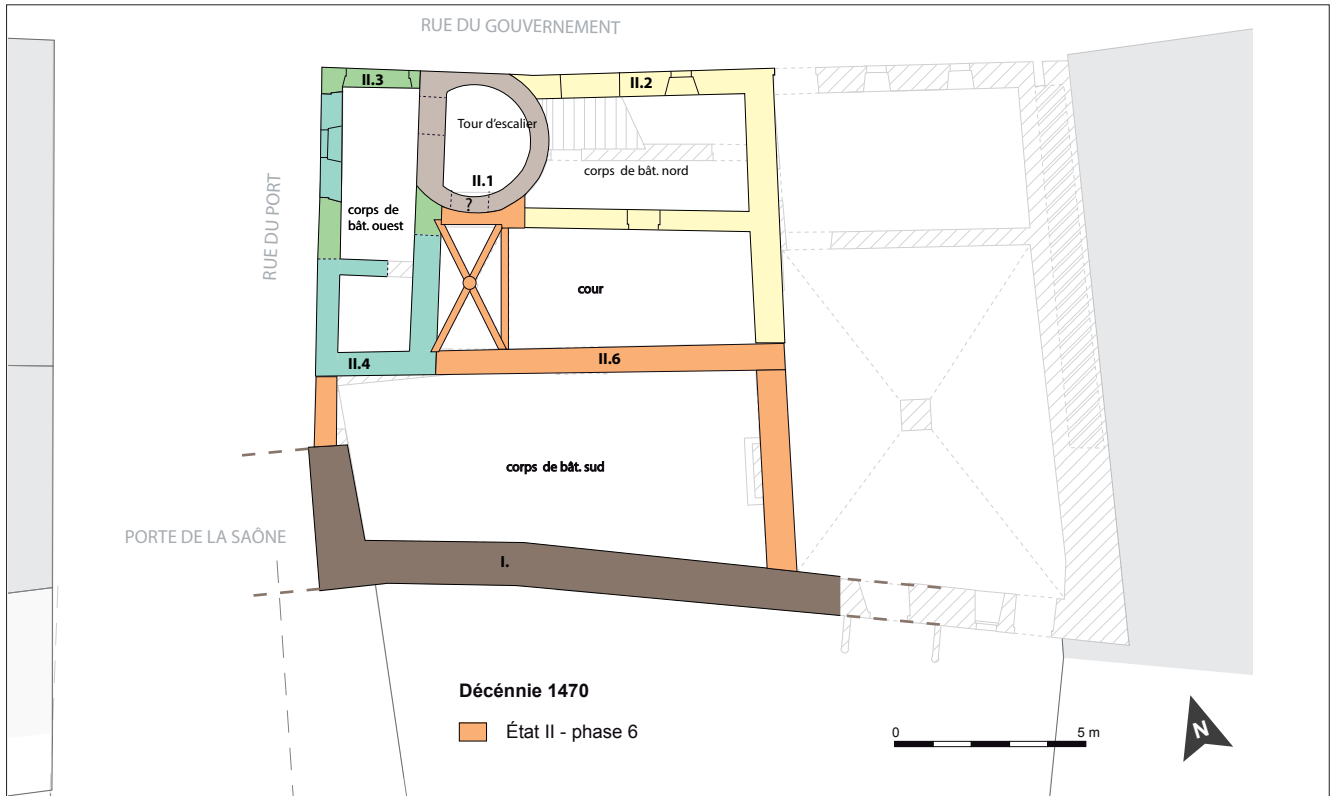 RUE DU GOUVERNEMENT
II.3
II.2
Tour d'escalier
corps de bât. nord
II.1
?
RUE DU PORT
corps de
bât. ouest
cour
II.6
II.4
corps de bât. sud
PORTE DE LA SAÔNE
I.
Décénnie 1470
État II - phase 6
0
5 m
N